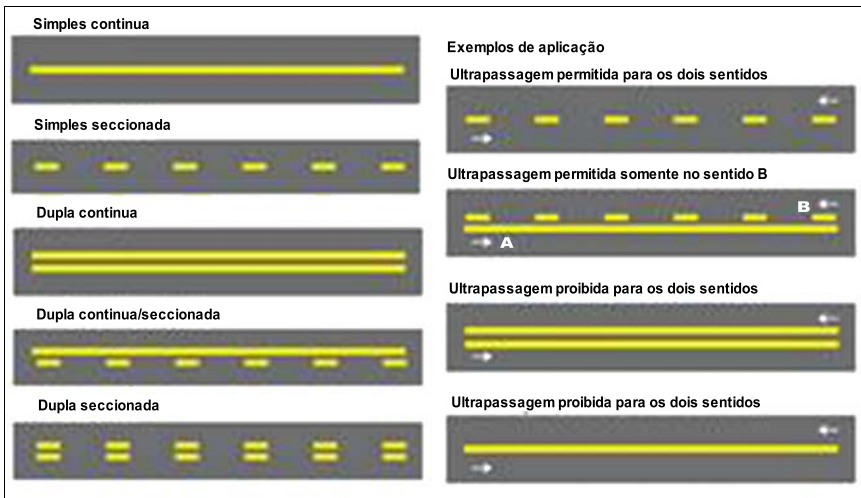 Simples continua
Simples seccionada
Dupla continua
Dupla continua/seccionada
Dupla seccionada
Exemplos de aplicação
Ultrapassagem permitida para os dois sentidos
Ultrapassagem permitida somente no sentido B
B
A
Ultrapassagem proibida para os dois sentidos
Ultrapassagem proibida para os dois sentidos